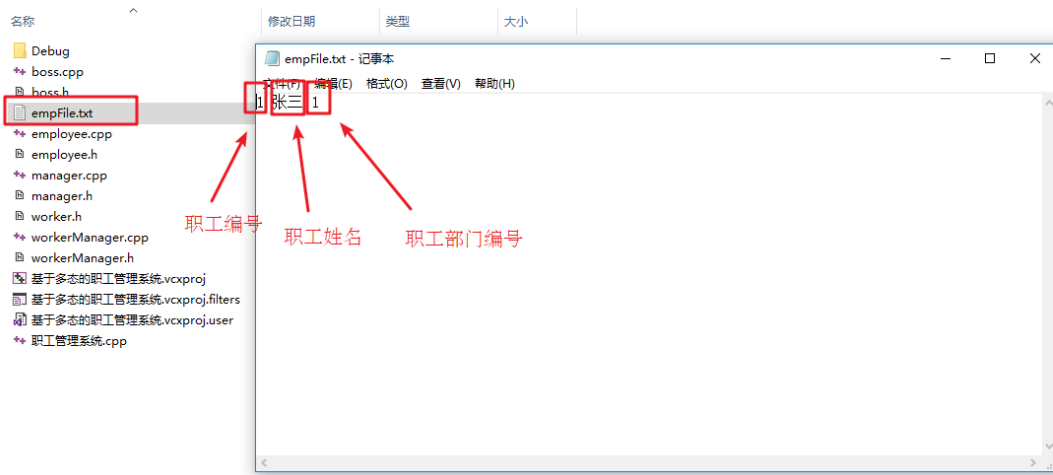 名称 修改日期 类型 大小
Debug
boss.cpp
boss.h
empFile.txt
employee.cpp
employee.h
manager.cpp
manager.h
worker.h
workerManager.cpp
workerManager.h
基于多态的职工管理系统.vcxproj
基于多态的职工管理系统.vcxproj.filters
基于多态的职工管理系统.vcxproj.user
职工管理系统.cpp
empFile.txt - 记事本
文件(F) 编辑(E) 格式(O) 查看(V) 帮助(H)
1 张三 1
职工编号 职工姓名 职工部门编号